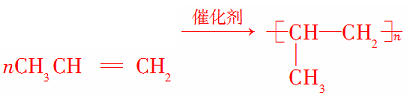 催化剂
nCH₃CH ═ CH₂ ⟶ ─[CH─CH₂]─ₙ
CH₃